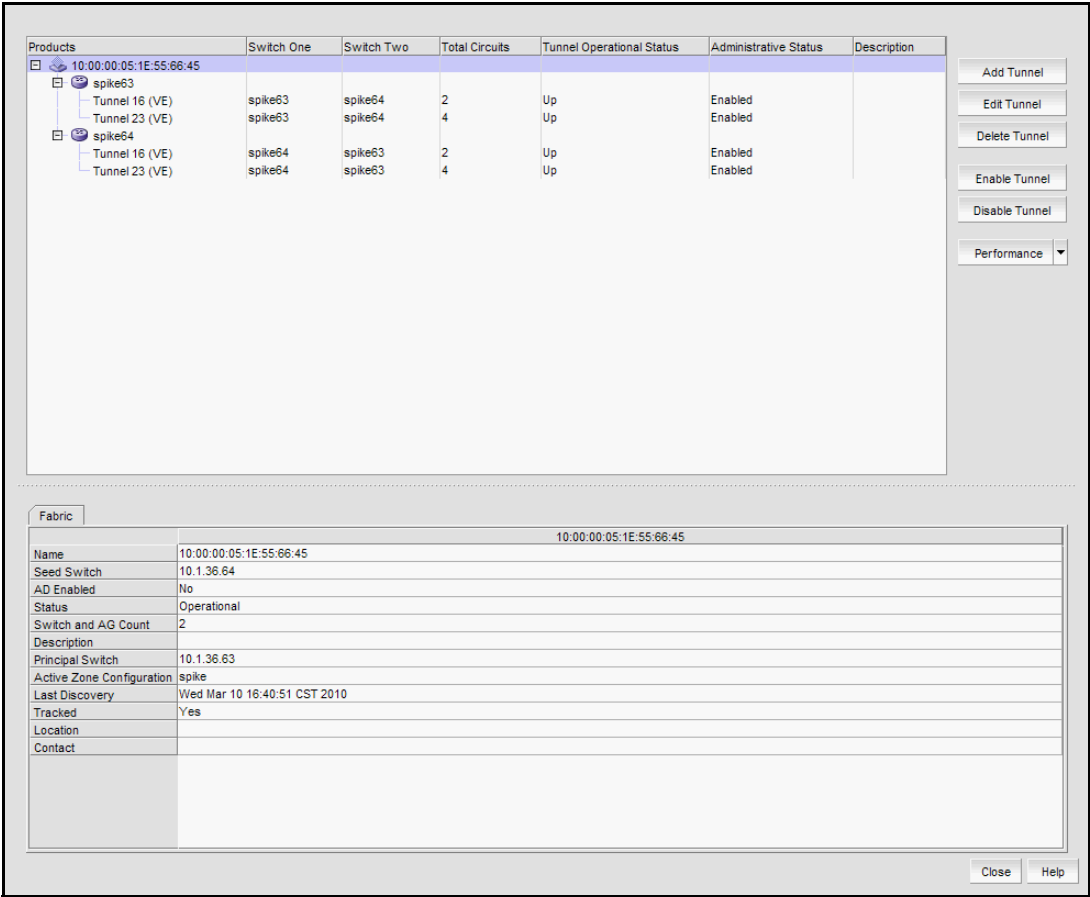 Products Switch One Switch Two Total Circuits Tunnel Operational Status Administrative Status Description
10:00:00:05:1E:55:66:45
spike63
Tunnel 16 (VE) spike63 spike64 2 Up Enabled
Tunnel 23 (VE) spike63 spike64 4 Up Enabled
spike64
Tunnel 16 (VE) spike64 spike63 2 Up Enabled
Tunnel 23 (VE) spike64 spike63 4 Up Enabled
Add Tunnel
Edit Tunnel
Delete Tunnel
Enable Tunnel
Disable Tunnel
Performance
Fabric
10:00:00:05:1E:55:66:45
Name 10:00:00:05:1E:55:66:45
Seed Switch 10.1.36.64
AD Enabled No
Status Operational
Switch and AG Count 2
Description
Principal Switch 10.1.36.63
Active Zone Configuration spike
Last Discovery Wed Mar 10 16:40:51 CST 2010
Tracked Yes
Location
Contact
Close Help